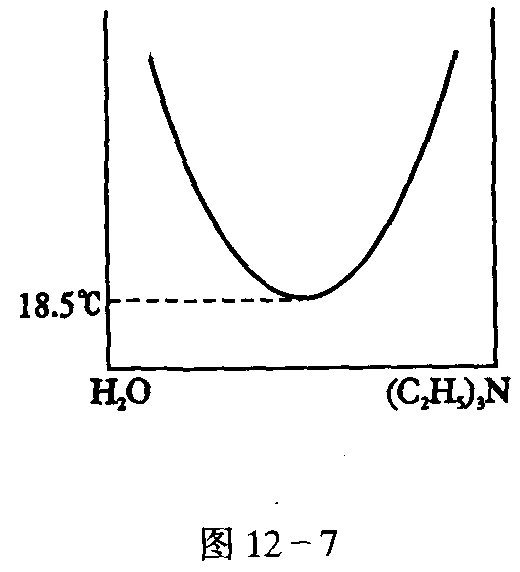 18.5℃
H₂O (C₂H₅)₃N
图 12-7